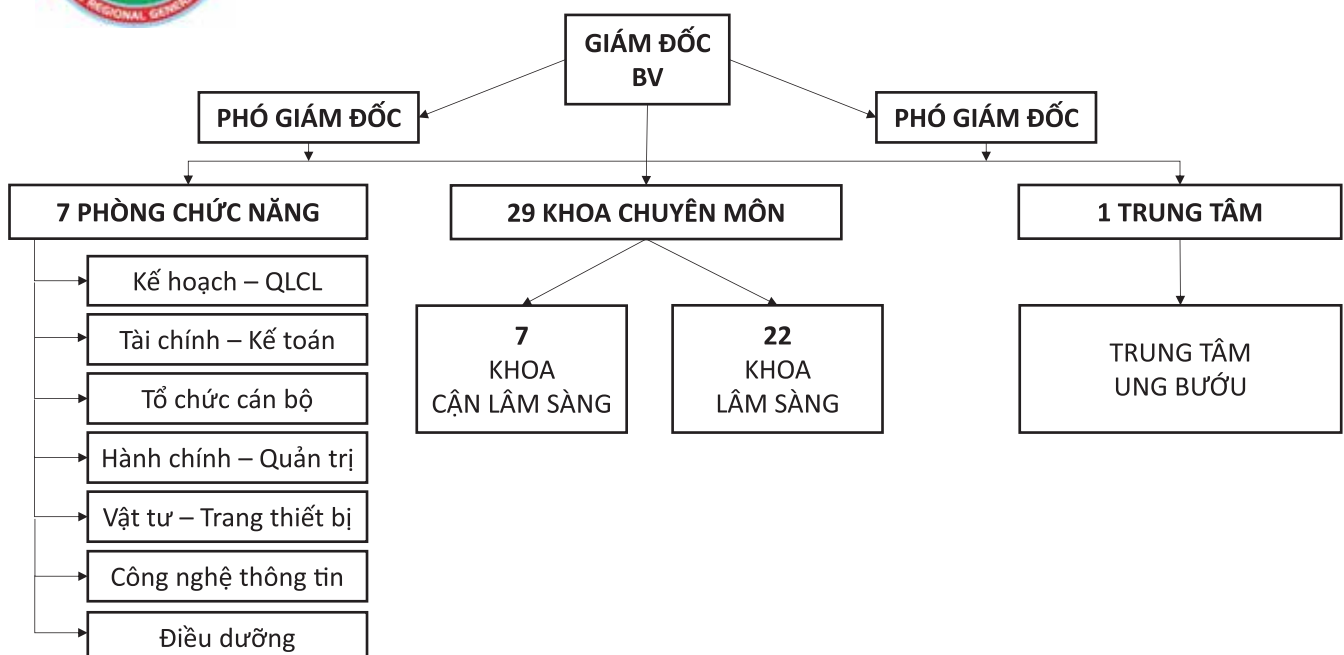 REGIONAL GENERA
GIÁM ĐỐC
BV
PHÓ GIÁM ĐỐC
PHÓ GIÁM ĐỐC
7 PHÒNG CHỨC NĂNG
29 KHOA CHUYÊN MÔN
1 TRUNG TÂM
Kế hoạch – QLCL
Tài chính – Kế toán
Tổ chức cán bộ
Hành chính – Quản trị
Vật tư – Trang thiết bị
Công nghệ thông tin
Điều dưỡng
7
KHOA
CẬN LÂM SÀNG
22
KHOA
LÂM SÀNG
TRUNG TÂM
UNG BƯỚU